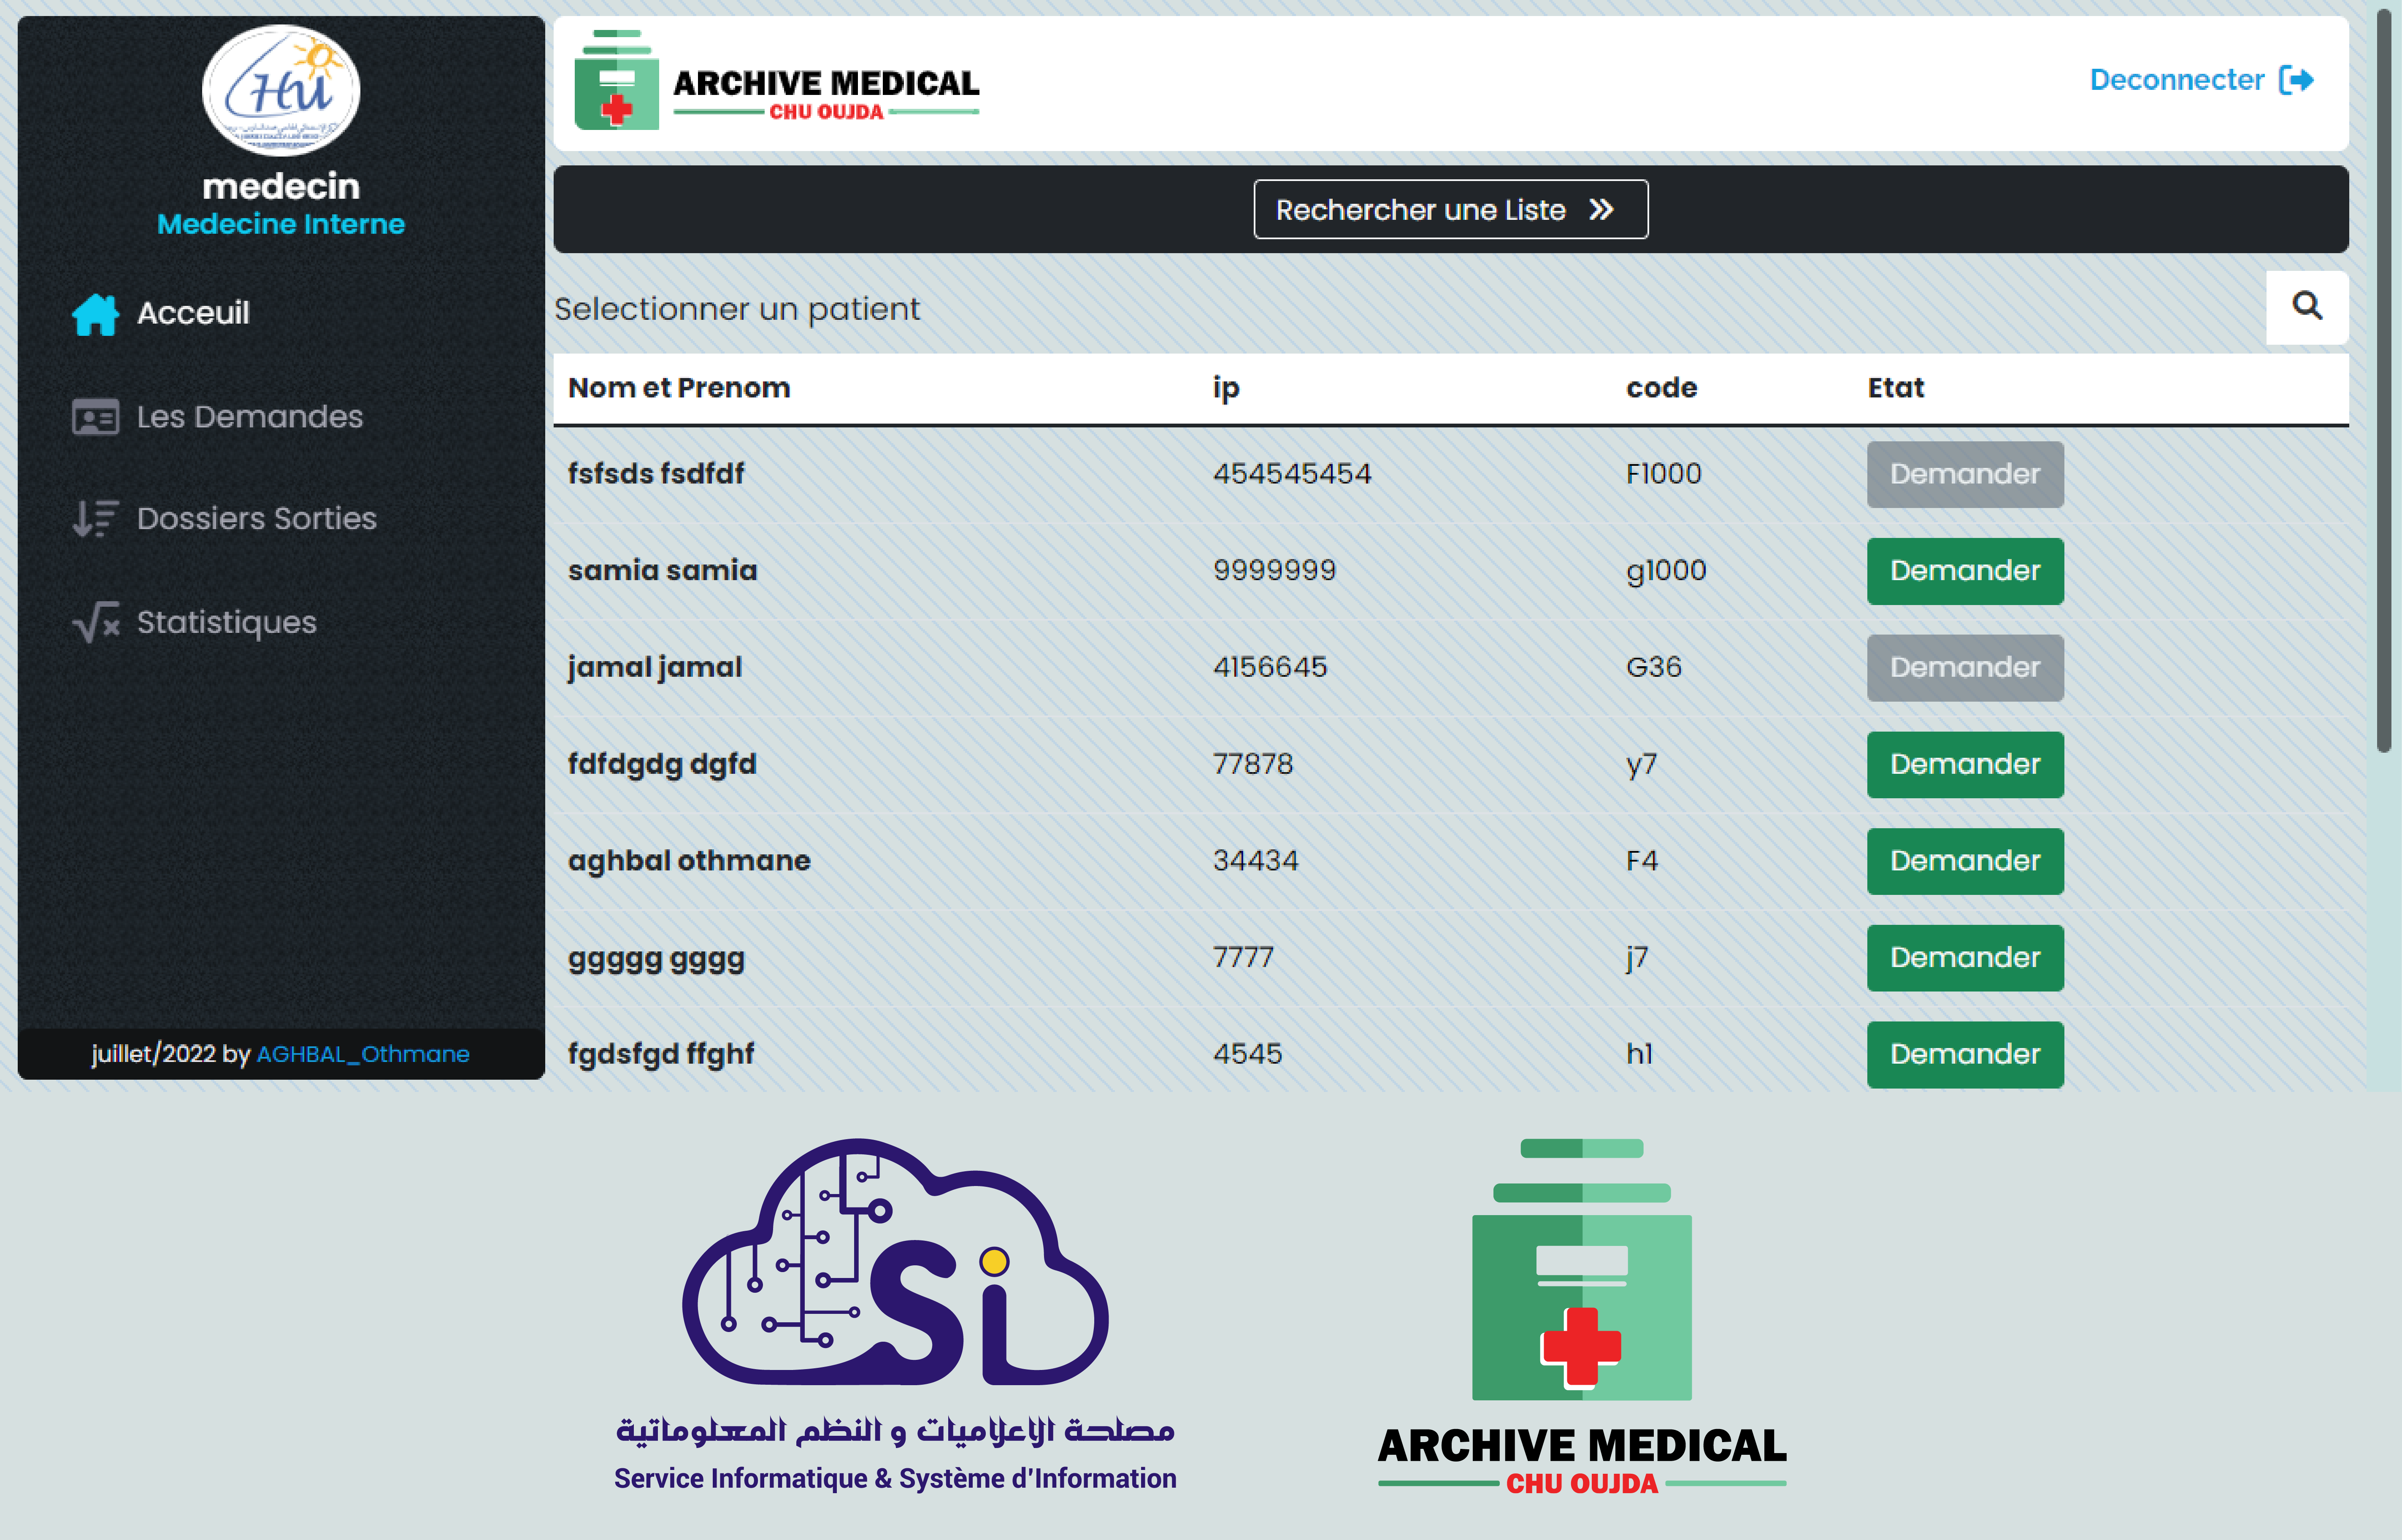 Hu
medecin
Medecine Interne
Acceuil
Les Demandes
Dossiers Sorties
Statistiques
juillet/2022 by AGHBAL_Othmane
ARCHIVE MEDICAL
CHU OUJDA
Deconnecter
Rechercher une Liste
Selectionner un patient
Nom et Prenom ip code Etat
fsfsds fsdfdf 454545454 F1000 Demander
samia samia 9999999 g1000 Demander
jamal jamal 4156645 G36 Demander
fdfdgdg dgfd 77878 y7 Demander
aghbal othmane 34434 F4 Demander
ggggg gggg 7777 j7 Demander
fgdsfgd ffghf 4545 h1 Demander
Si
مصلحة الإعلاميات و النظم المعلوماتية
Service Informatique & Système d'Information
ARCHIVE MEDICAL
CHU OUJDA